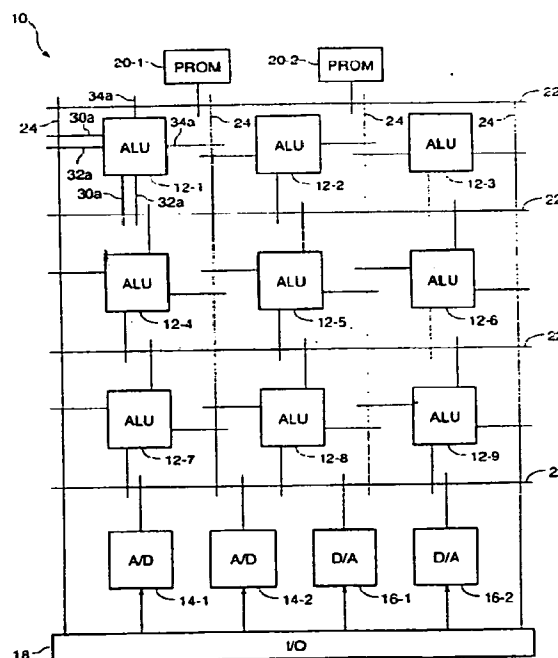 10
20-1 PROM 20-2 PROM
34a 22
24 30a 34a 24 24 24
32a ALU ALU ALU
30a 32a 12-1 12-2 12-3
22
ALU ALU ALU
12-4 12-5 12-6
22
ALU ALU ALU
12-7 12-8 12-9
A/D A/D D/A D/A
14-1 14-2 16-1 16-2
18 I/O